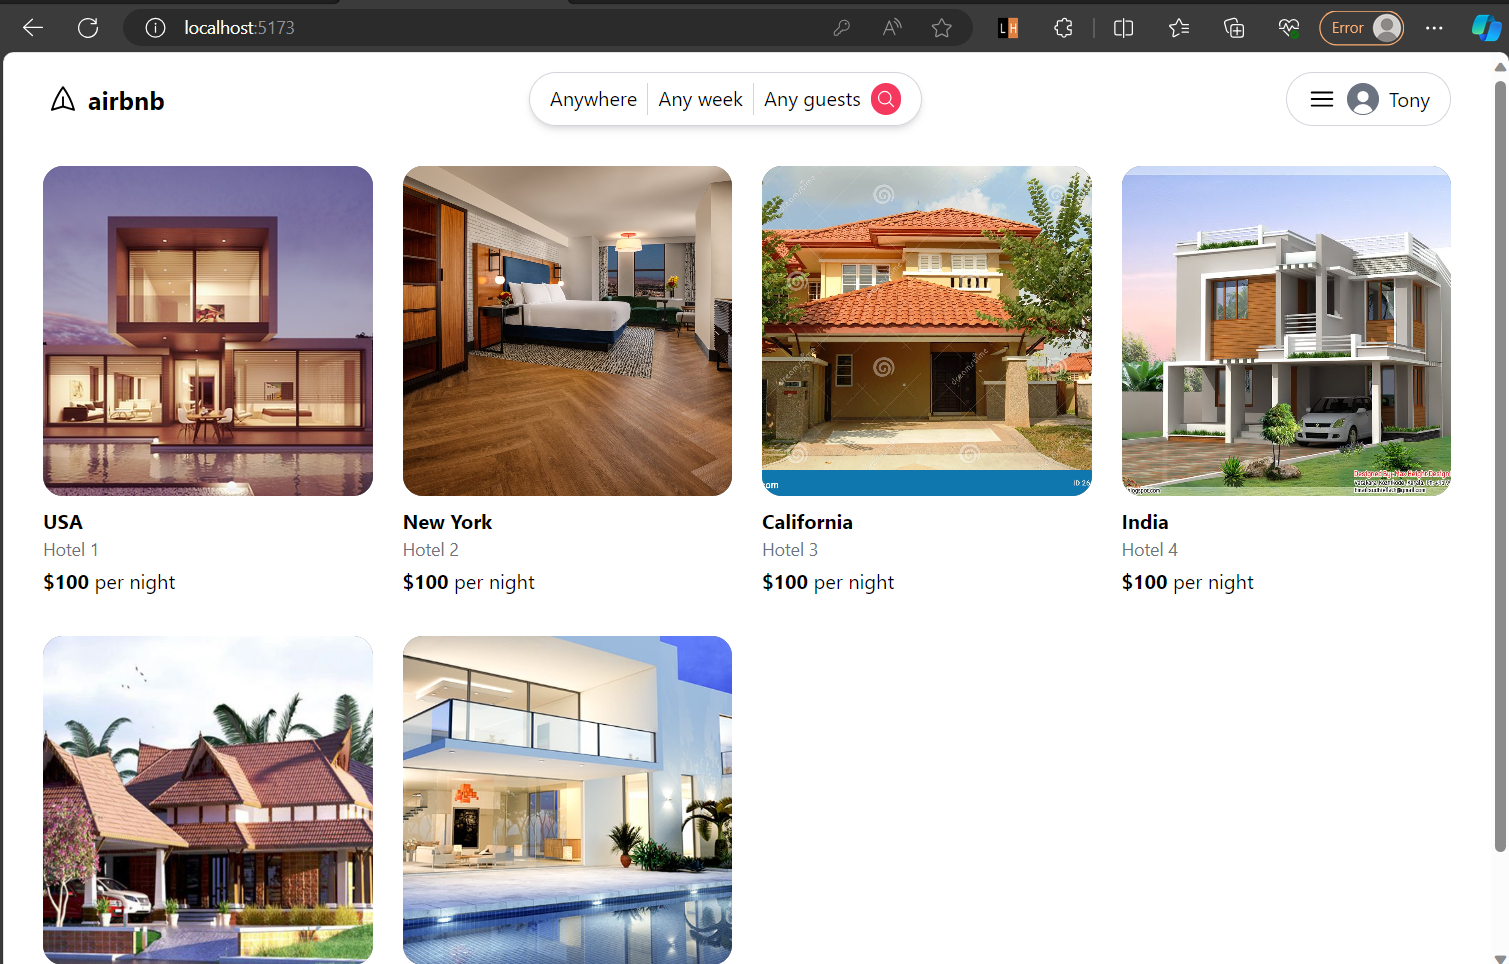 localhost:5173
Error
airbnb
Anywhere
Any week
Any guests
Tony
USA
Hotel 1
$100 per night
New York
Hotel 2
$100 per night
California
Hotel 3
$100 per night
India
Hotel 4
$100 per night